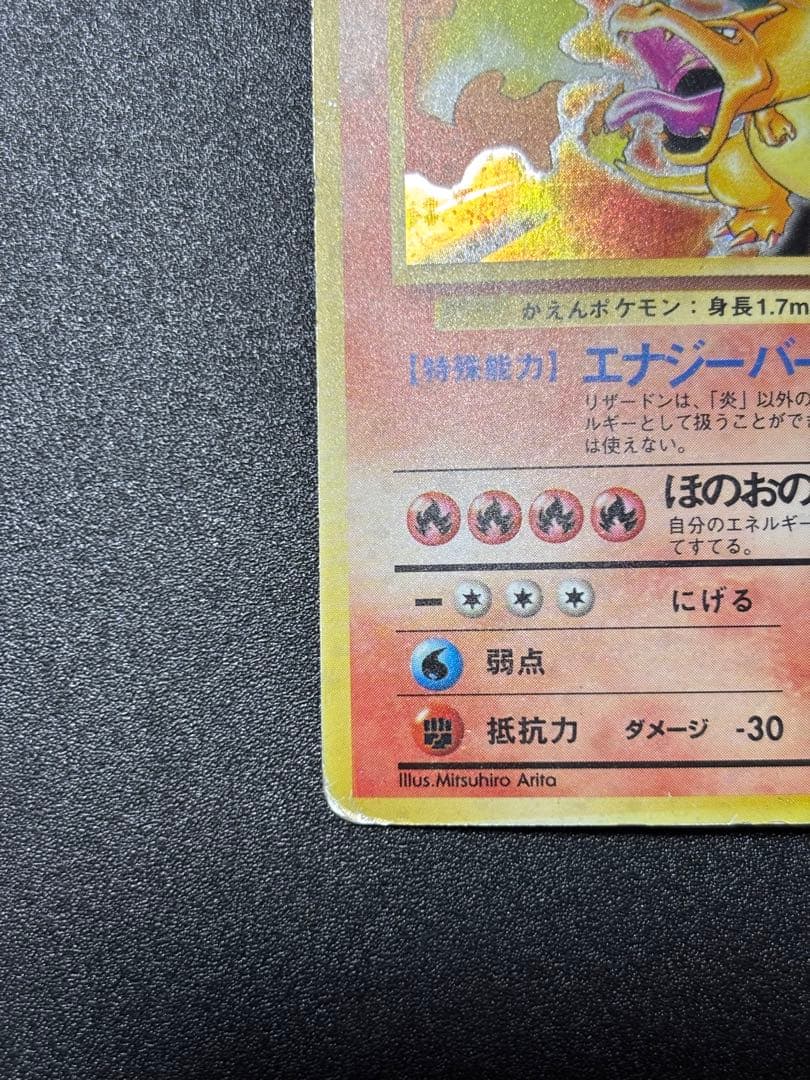 かえんポケモン：身長1.7m
【特殊能力】 エナジーバー
リザードンは、「炎」以外の
ルギーとして扱うことができ
は使えない。
ほのおの
自分のエネルギー
てすてる。
ー にげる
弱点
抵抗力 ダメージ -30
Illus.Mitsuhiro Arita